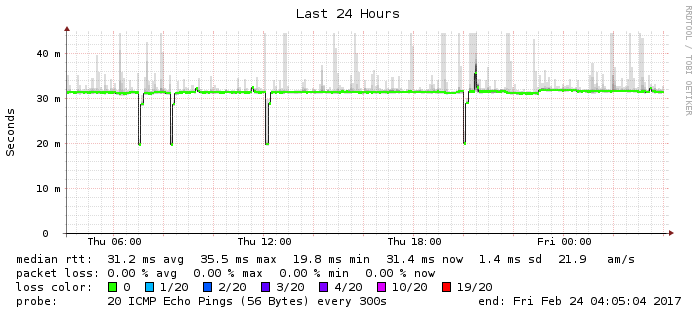 Last 24 Hours
RRDTOOL / TOBI OETIKER
Seconds
40 m
30 m
20 m
10 m
0
Thu 06:00 Thu 12:00 Thu 18:00 Fri 00:00
median rtt: 31.2 ms avg 35.5 ms max 19.8 ms min 31.4 ms now 1.4 ms sd 21.9 am/s
packet loss: 0.00 % avg 0.00 % max 0.00 % min 0.00 % now
loss color: 0 1/20 2/20 3/20 4/20 10/20 19/20
probe: 20 ICMP Echo Pings (56 Bytes) every 300s end: Fri Feb 24 04:05:04 2017